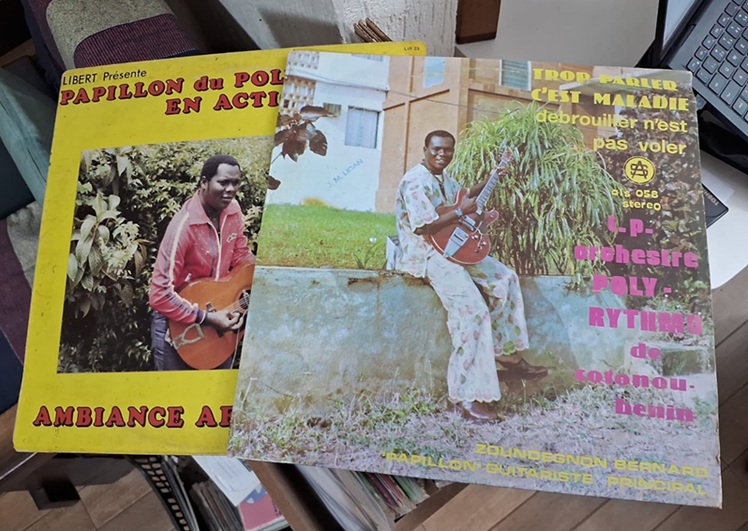 LIBERT Présente
PAPILLON du POL
EN ACTI
AMBIANCE AF
TROP PARLER
C'EST MALADIE
debrouiller n'est
pas voler
als 058
stereo
L-P-
orchestre
POLY-
RYTHMO
de
cotonou-
benin
J.M. LIGAN
ZOUNDEGNON BERNARD
"PAPILLON" GUITARISTE PRINCIPAL